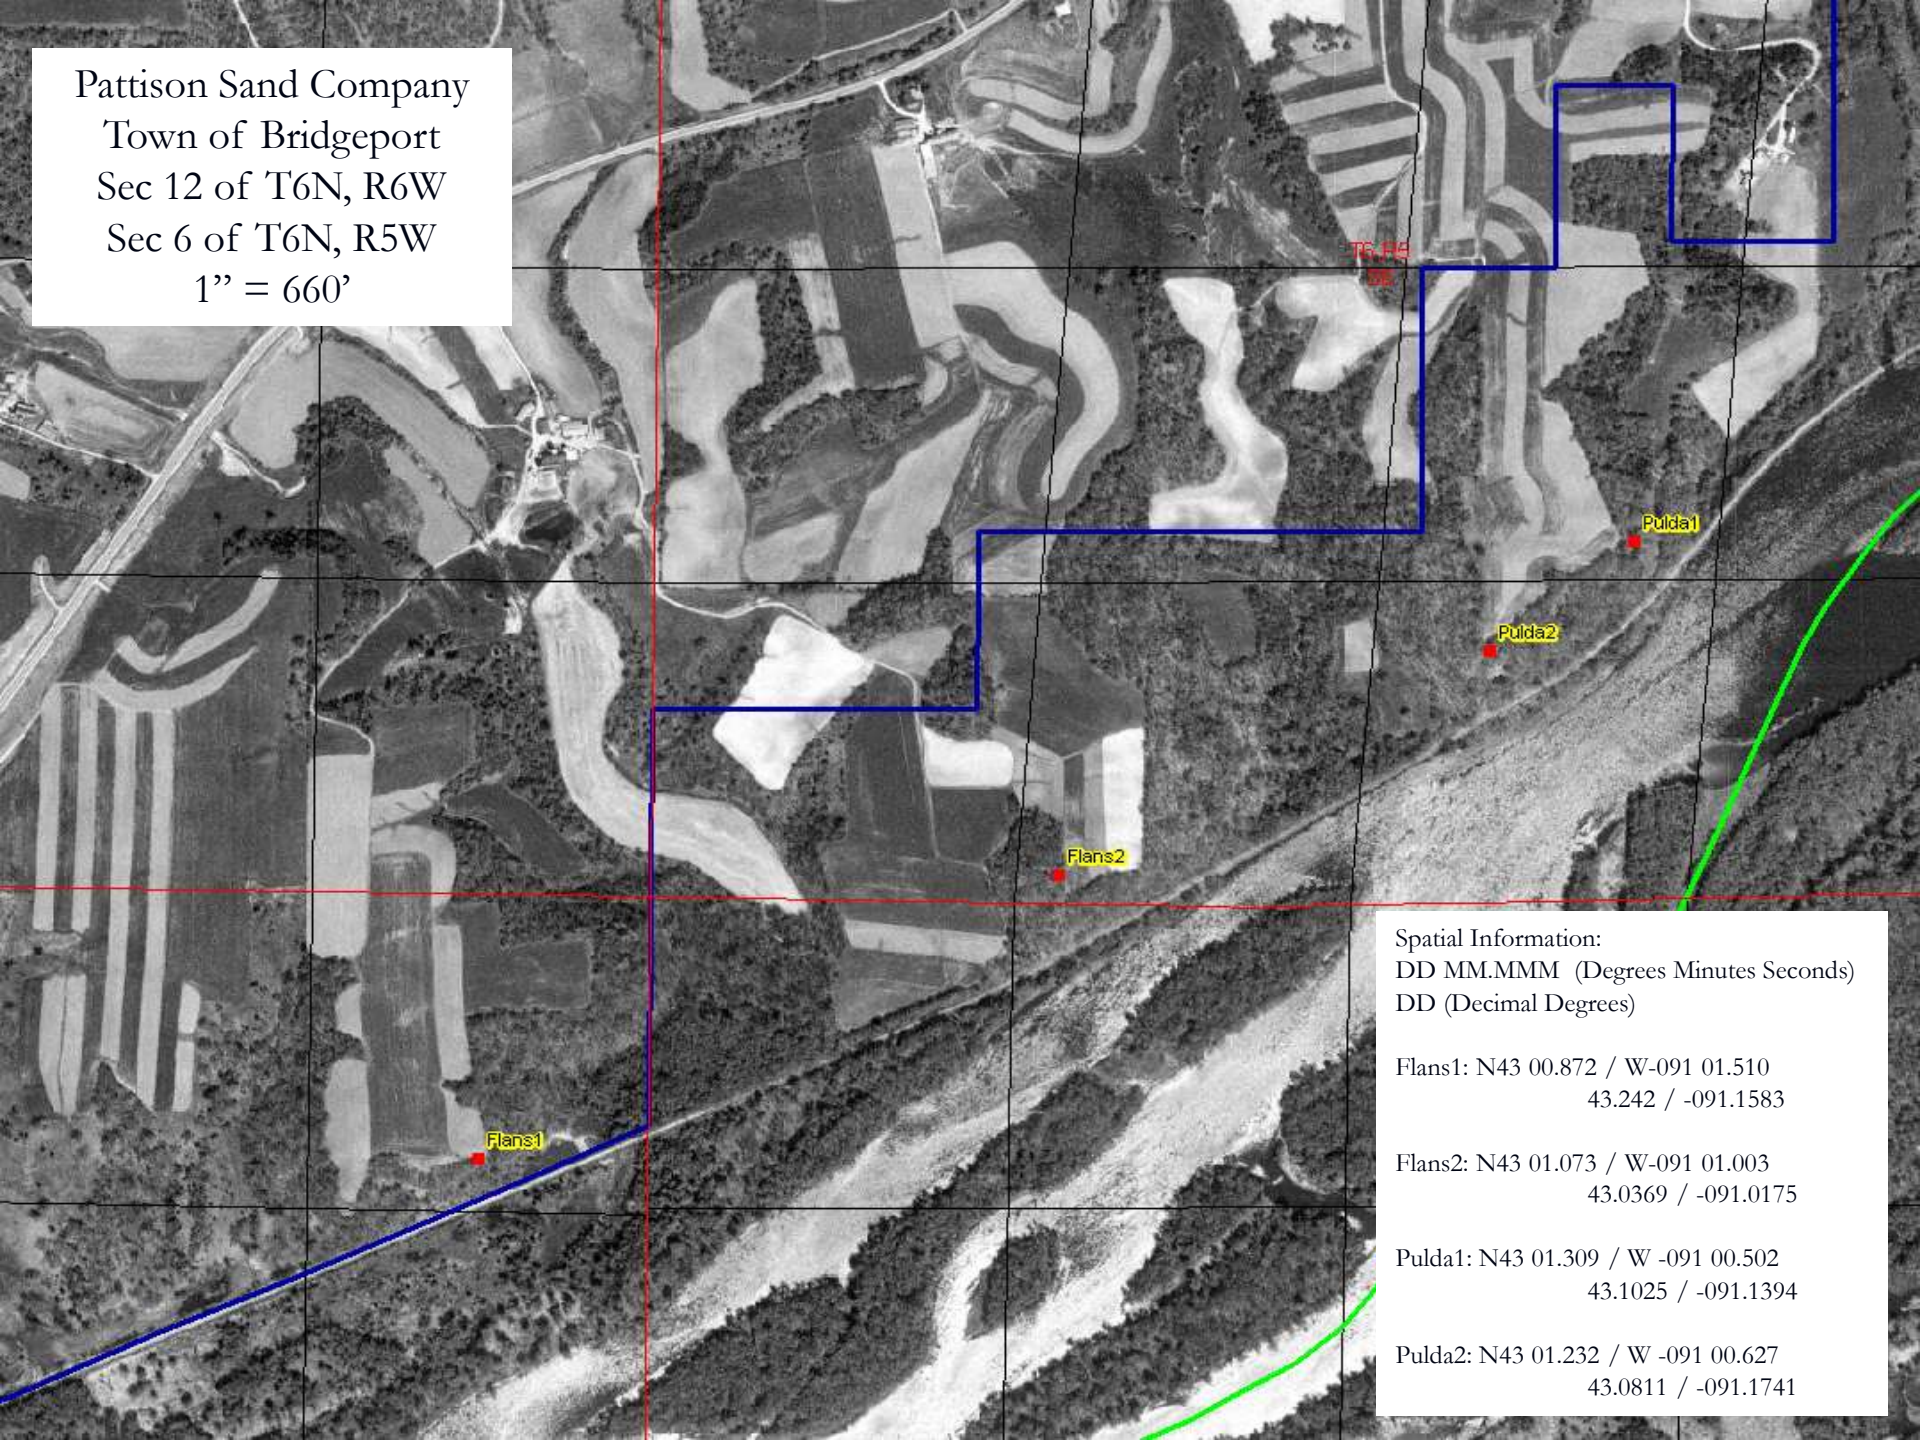 Pattison Sand Company
Town of Bridgeport
Sec 12 of T6N, R6W
Sec 6 of T6N, R5W
1” = 660’
Pulda1
Pulda2
Flans2
Flans1
Spatial Information:
DD MM.MMM (Degrees Minutes Seconds)
DD (Decimal Degrees)
Flans1: N43 00.872 / W-091 01.510
43.242 / -091.1583
Flans2: N43 01.073 / W-091 01.003
43.0369 / -091.0175
Pulda1: N43 01.309 / W -091 00.502
43.1025 / -091.1394
Pulda2: N43 01.232 / W -091 00.627
43.0811 / -091.1741